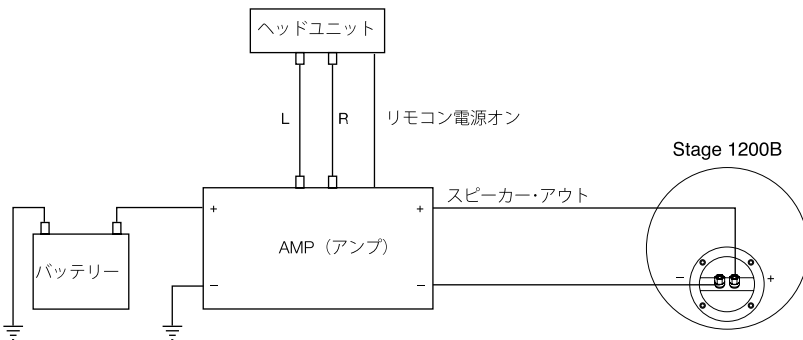 ヘッドユニット
L
R
リモコン電源オン
Stage 1200B
スピーカー・アウト
+
+
AMP（アンプ）
バッテリー
−
−
−
+